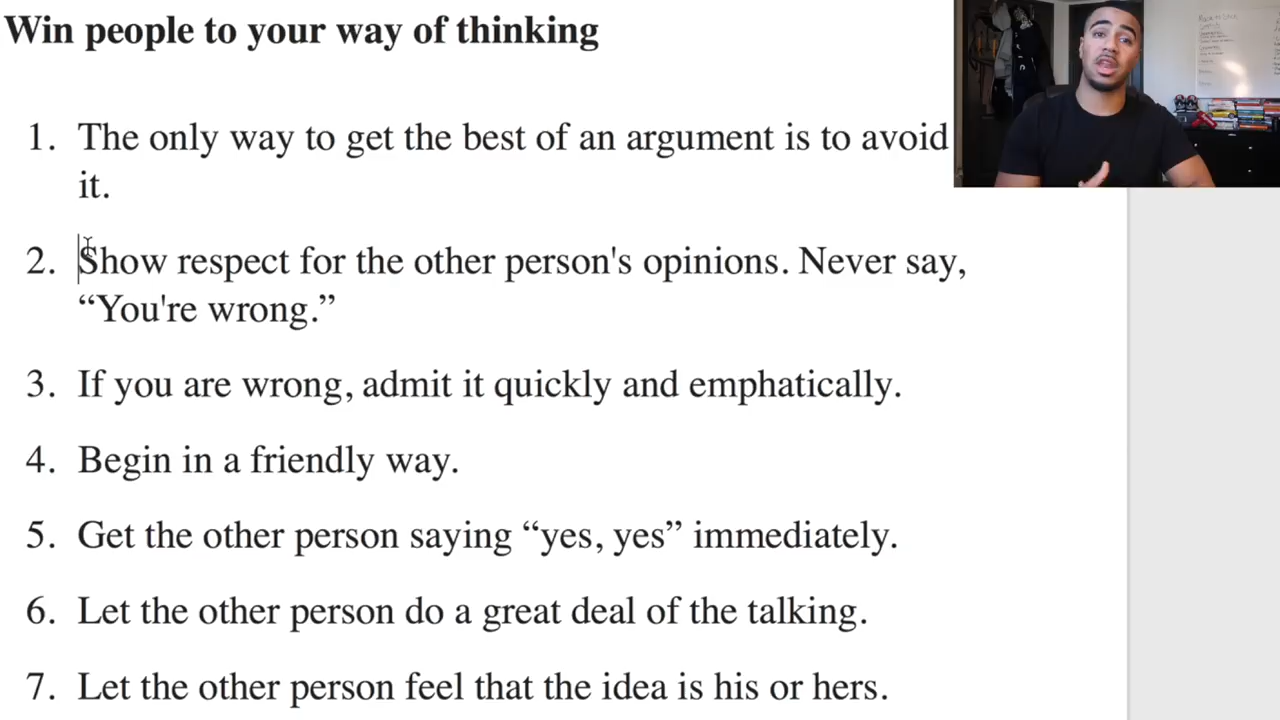 Win people to your way of thinking
1. The only way to get the best of an argument is to avoid
it.
2. Show respect for the other person's opinions. Never say,
“You're wrong.”
3. If you are wrong, admit it quickly and emphatically.
4. Begin in a friendly way.
5. Get the other person saying “yes, yes” immediately.
6. Let the other person do a great deal of the talking.
7. Let the other person feel that the idea is his or hers.